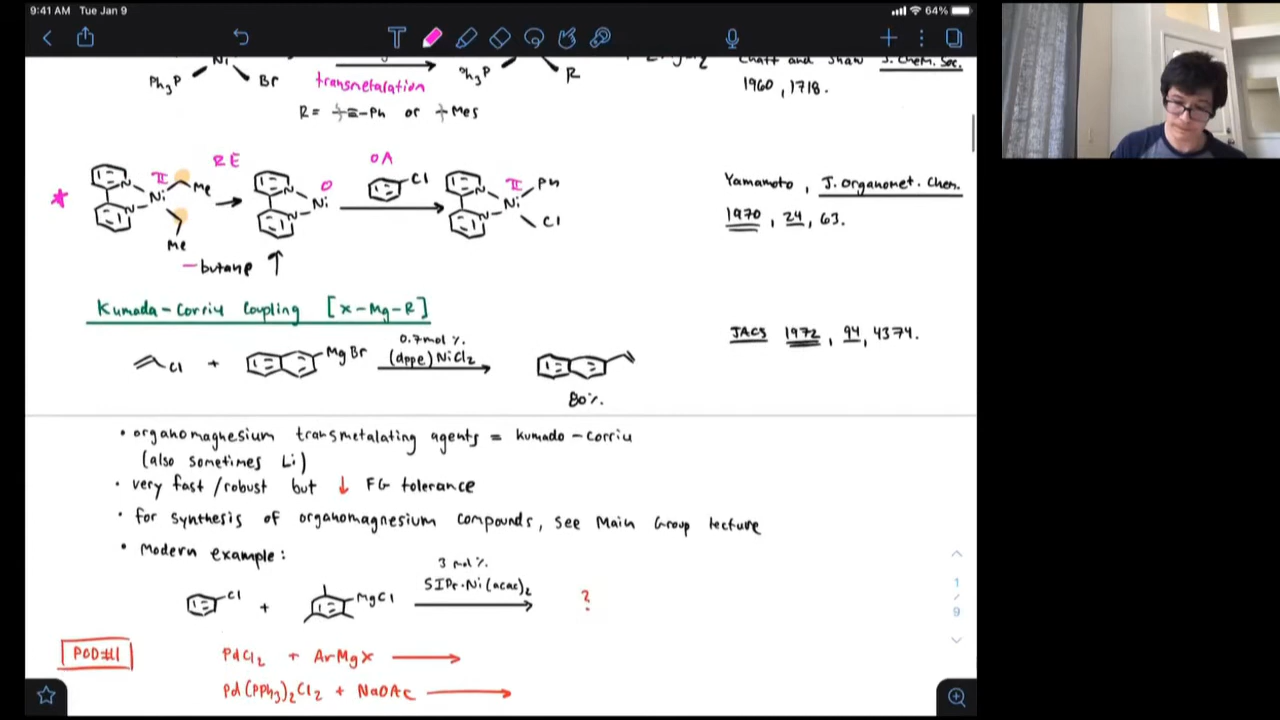 9:41 AM Tue Jan 9
64%
Ni
Ph3P
Br
transmetalation
Ph3P
R
Chatt and Shaw J. Chem. Soc.
1960, 1718.
R = -≡-Ph or Mes
RE
OA
II
Me
N
Ni
N
Me
0
N
Ni
N
Cl
II
Ph
N
Ni
N
Cl
Yamamoto, J. Organomet. Chem.
1970, 24, 63.
-butane ↑
Kumada-Corriu Coupling [X-Mg-R]
Cl
+
MgBr
0.7 mol %
(dppe)NiCl2
80%
JACS 1972, 94, 4374.
• organomagnesium transmetalating agents = kumado-corriu
(also sometimes Li)
• very fast/robust but ↓ FG tolerance
• for synthesis of organomagnesium compounds, see Main Group lecture
• Modern example:
Cl
+
MgCl
3 mol %
SIPr·Ni(acac)2
?
POD#1
PdCl2 + ArMgX
Pd(PPh3)2Cl2 + NaOAc
1
/
9